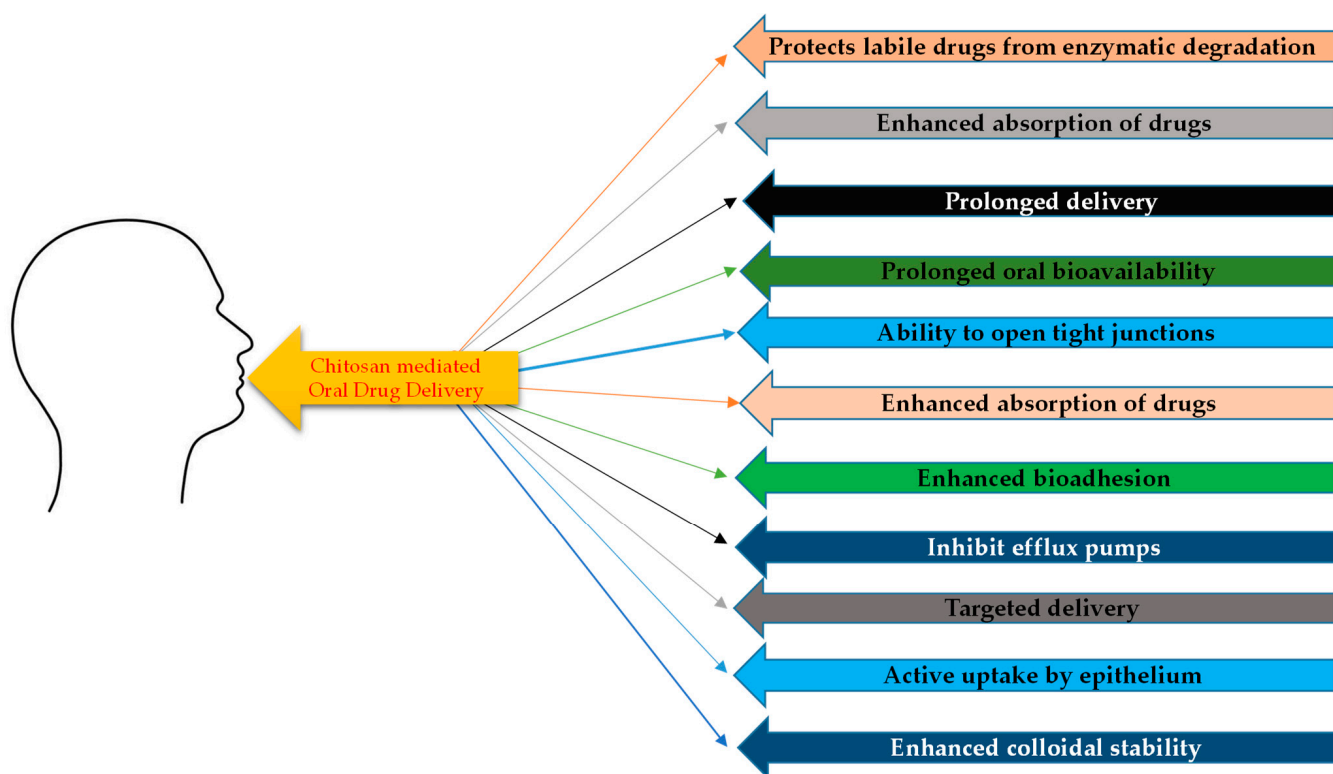 Protects labile drugs from enzymatic degradation
Enhanced absorption of drugs
Prolonged delivery
Prolonged oral bioavailability
Ability to open tight junctions
Chitosan mediated
Oral Drug Delivery
Enhanced absorption of drugs
Enhanced bioadhesion
Inhibit efflux pumps
Targeted delivery
Active uptake by epithelium
Enhanced colloidal stability